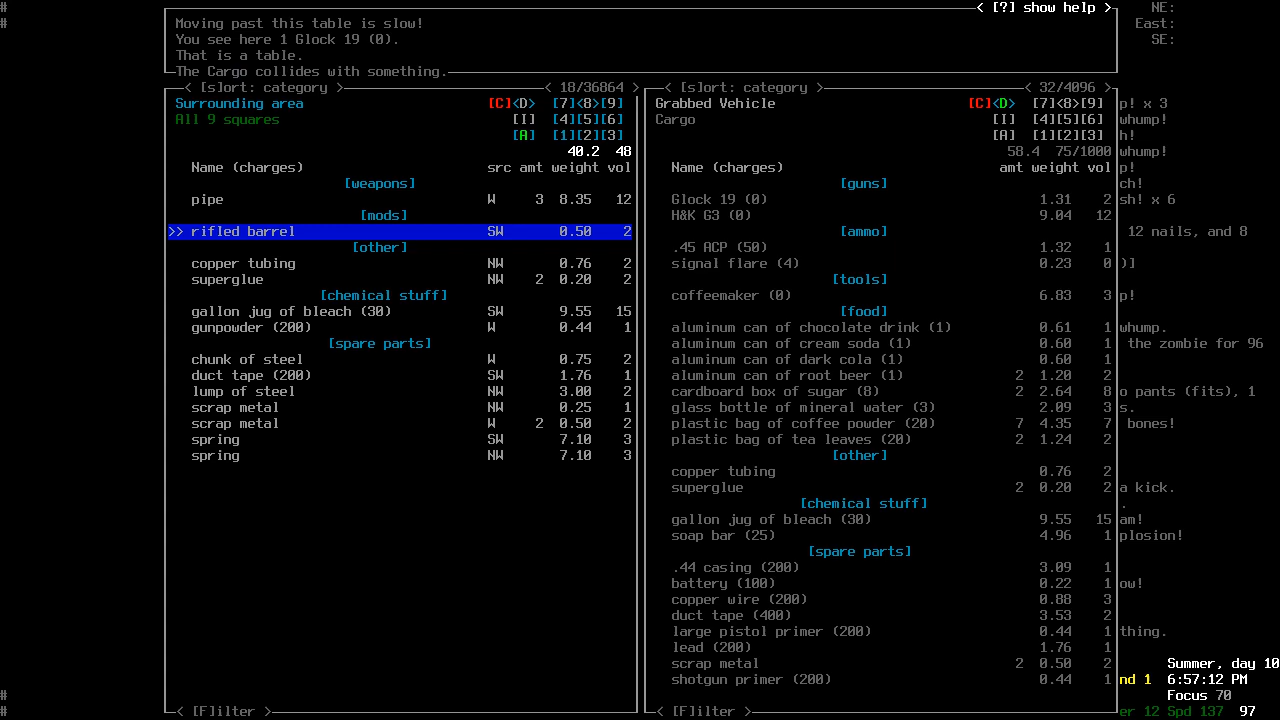 #
< [?] show help >
NE:
#
Moving past this table is slow!
East:
You see here 1 Glock 19 (0).
SE:
That is a table.
The Cargo collides with something.
< [s]ort: category >
< 18/36864 >
< [s]ort: category >
< 32/4096 >
Surrounding area [C]<D> [7]<8>[9]
Grabbed Vehicle [C]<D> [7]<8>[9]
p! x 3
All 9 squares [I] [4][5][6]
Cargo [I] [4][5][6]
whump!
[A] [1][2][3]
[A] [1][2][3]
h!
40.2 48
58.4 75/1000
whump!
Name (charges) src amt weight vol
Name (charges) amt weight vol
p!
[weapons]
[guns]
ch!
pipe W 3 8.35 12
Glock 19 (0) 1.31 2
sh! x 6
[mods]
H&K G3 (0) 9.04 12
>> rifled barrel SW 0.50 2
[ammo]
12 nails, and 8
[other]
.45 ACP (50) 1.32 1
copper tubing NW 0.76 2
signal flare (4) 0.23 0
)]
superglue NW 2 0.20 2
[tools]
[chemical stuff]
coffeemaker (0) 6.83 3
p!
gallon jug of bleach (30) SW 9.55 15
[food]
gunpowder (200) W 0.44 1
aluminum can of chocolate drink (1) 0.61 1
whump.
[spare parts]
aluminum can of cream soda (1) 0.60 1
the zombie for 96
chunk of steel W 0.75 2
aluminum can of dark cola (1) 0.60 1
duct tape (200) SW 1.76 1
aluminum can of root beer (1) 2 1.20 2
lump of steel NW 3.00 2
cardboard box of sugar (8) 2 2.64 8
o pants (fits), 1
scrap metal NW 0.25 1
glass bottle of mineral water (3) 2.09 3
s.
scrap metal W 2 0.50 2
plastic bag of coffee powder (20) 7 4.35 7
bones!
spring SW 7.10 3
plastic bag of tea leaves (20) 2 1.24 2
spring NW 7.10 3
[other]
copper tubing 0.76 2
superglue 2 0.20 2
a kick.
[chemical stuff]
.
gallon jug of bleach (30) 9.55 15
am!
soap bar (25) 4.96 1
plosion!
[spare parts]
.44 casing (200) 3.09 1
battery (100) 0.22 1
ow!
copper wire (200) 0.88 3
duct tape (400) 3.53 2
large pistol primer (200) 0.44 1
thing.
lead (200) 1.76 1
scrap metal 2 0.50 2
Summer, day 10
shotgun primer (200) 0.44 1
nd 1
6:57:12 PM
#
Focus 70
#
< [F]ilter >
< [F]ilter >
er 12 Spd 137 97